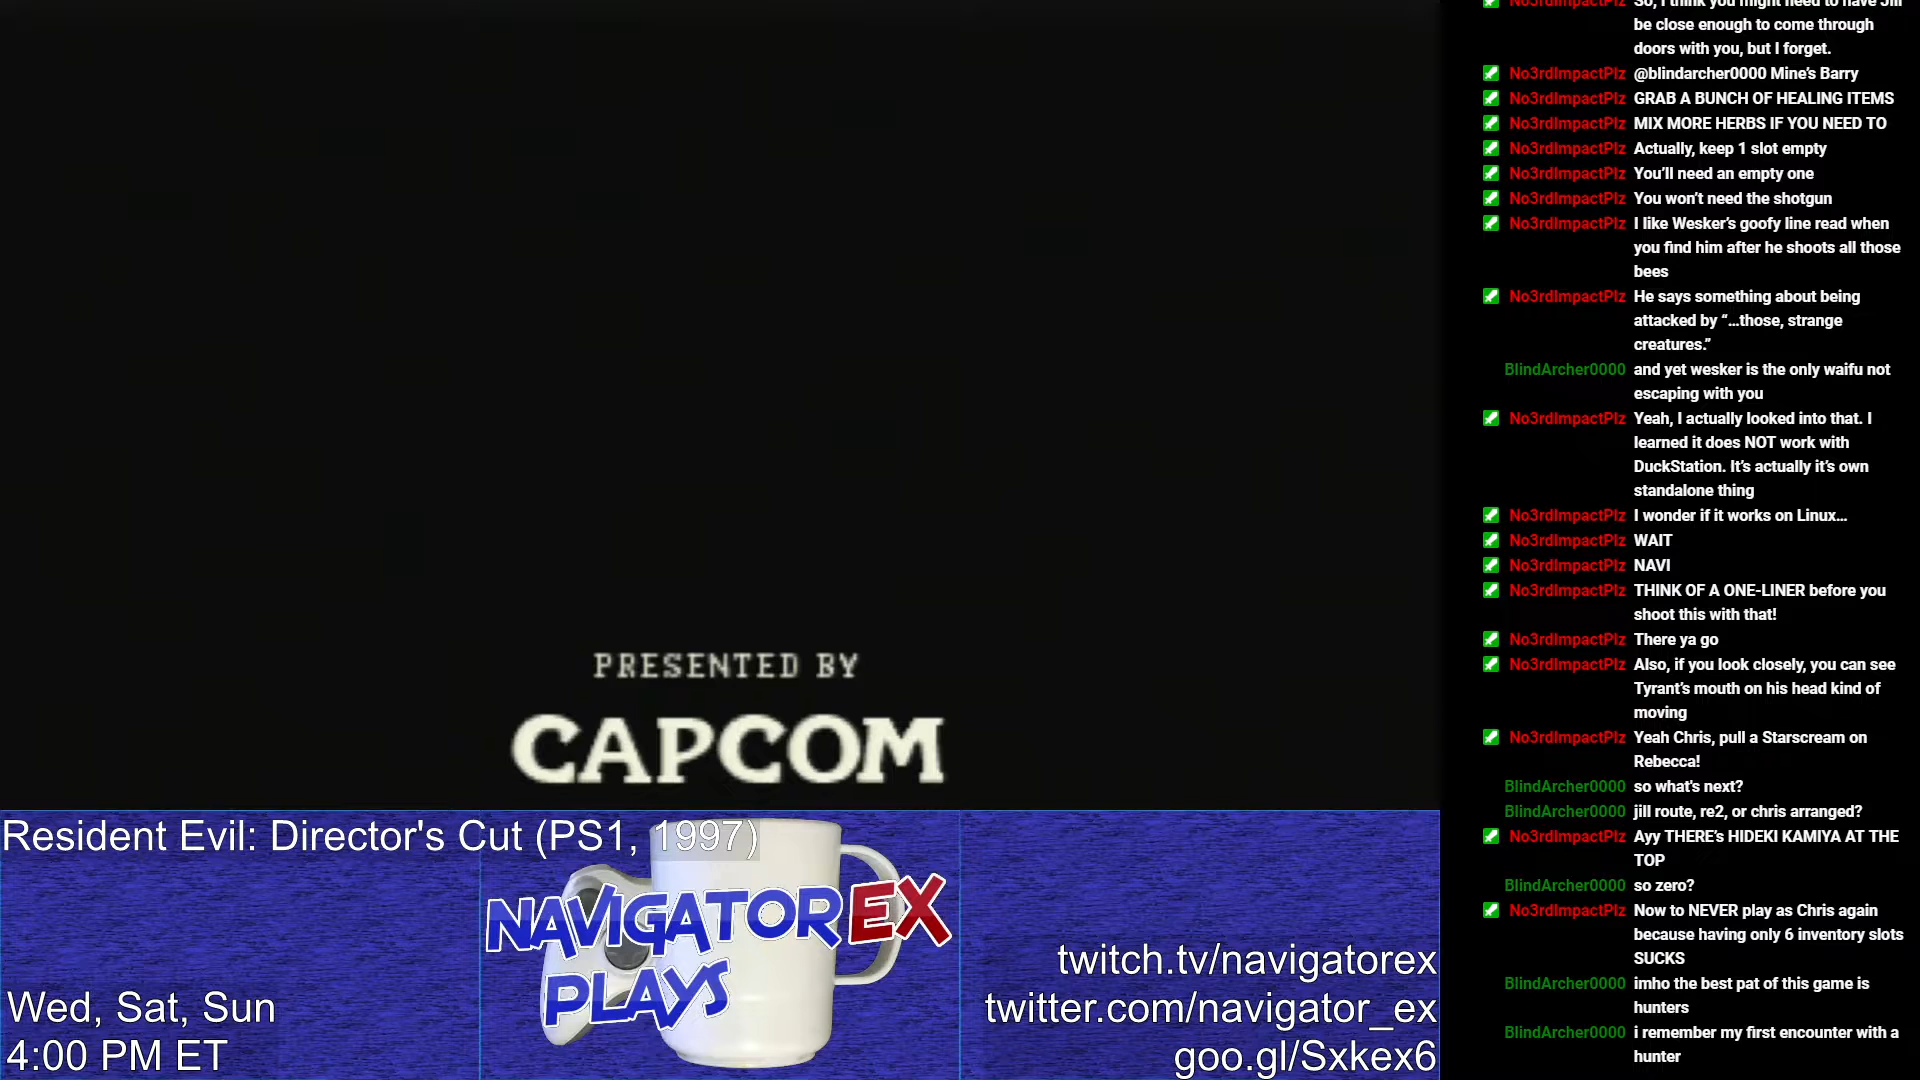 PRESENTED BY
CAPCOM
Resident Evil: Director's Cut (PS1, 1997)
NAVIGATOR EX
PLAYS
Wed, Sat, Sun
4:00 PM ET
twitch.tv/navigatorex
twitter.com/navigator_ex
goo.gl/Sxkex6
No3rdImpactPlz So, I think you might need to have Jill
be close enough to come through
doors with you, but I forget.
No3rdImpactPlz @blindarcher0000 Mine's Barry
No3rdImpactPlz GRAB A BUNCH OF HEALING ITEMS
No3rdImpactPlz MIX MORE HERBS IF YOU NEED TO
No3rdImpactPlz Actually, keep 1 slot empty
No3rdImpactPlz You'll need an empty one
No3rdImpactPlz You won't need the shotgun
No3rdImpactPlz I like Wesker's goofy line read when
you find him after he shoots all those
bees
No3rdImpactPlz He says something about being
attacked by “...those, strange
creatures.”
BlindArcher0000 and yet wesker is the only waifu not
escaping with you
No3rdImpactPlz Yeah, I actually looked into that. I
learned it does NOT work with
DuckStation. It's actually it's own
standalone thing
No3rdImpactPlz I wonder if it works on Linux...
No3rdImpactPlz WAIT
No3rdImpactPlz NAVI
No3rdImpactPlz THINK OF A ONE-LINER before you
shoot this with that!
No3rdImpactPlz There ya go
No3rdImpactPlz Also, if you look closely, you can see
Tyrant's mouth on his head kind of
moving
No3rdImpactPlz Yeah Chris, pull a Starscream on
Rebecca!
BlindArcher0000 so what's next?
BlindArcher0000 jill route, re2, or chris arranged?
No3rdImpactPlz Ayy THERE's HIDEKI KAMIYA AT THE
TOP
BlindArcher0000 so zero?
No3rdImpactPlz Now to NEVER play as Chris again
because having only 6 inventory slots
SUCKS
BlindArcher0000 imho the best pat of this game is
hunters
BlindArcher0000 i remember my first encounter with a
hunter